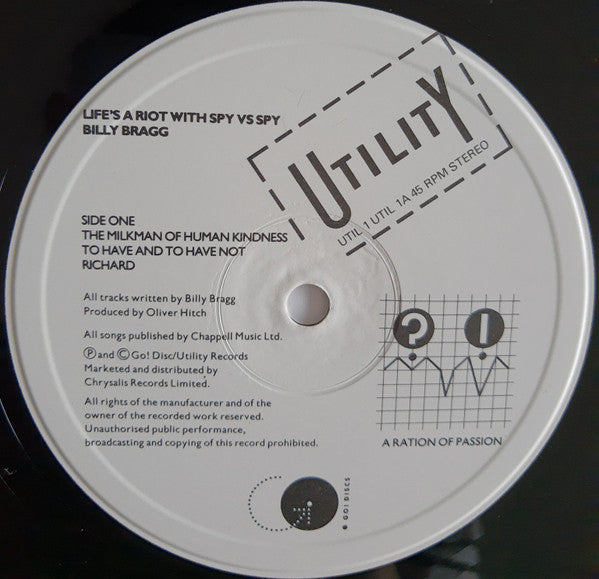 LIFE'S A RIOT WITH SPY VS SPY
BILLY BRAGG
UTILITY
UTIL 1 UTIL 1A 45 RPM STEREO
SIDE ONE
THE MILKMAN OF HUMAN KINDNESS
TO HAVE AND TO HAVE NOT
RICHARD
All tracks written by Billy Bragg
Produced by Oliver Hitch
All songs published by Chappell Music Ltd.
Ⓟ and © Go! Disc/Utility Records
Marketed and distributed by
Chrysalis Records Limited.
All rights of the manufacturer and of the
owner of the recorded work reserved.
Unauthorised public performance,
broadcasting and copying of this record prohibited.
? !
A RATION OF PASSION
GO! DISCS